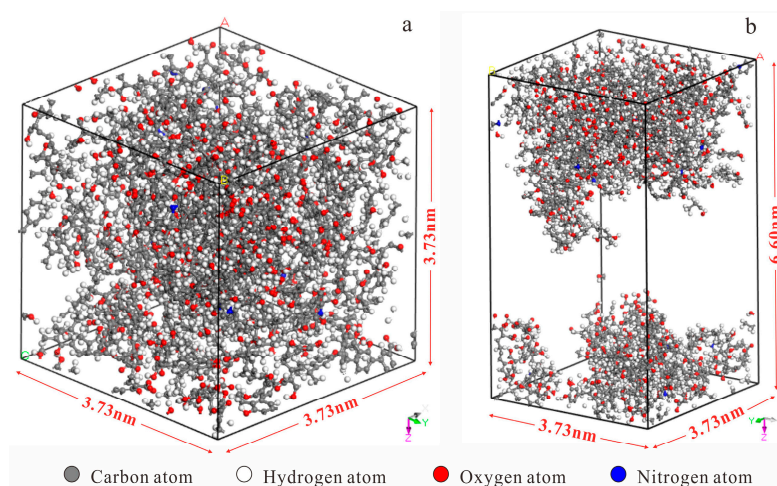 a
b
A
B
C
3.73nm
3.73nm
3.73nm
X
Y
Z
A
6.60nm
3.73nm
3.73nm
Y
Z
Carbon atom
Hydrogen atom
Oxygen atom
Nitrogen atom